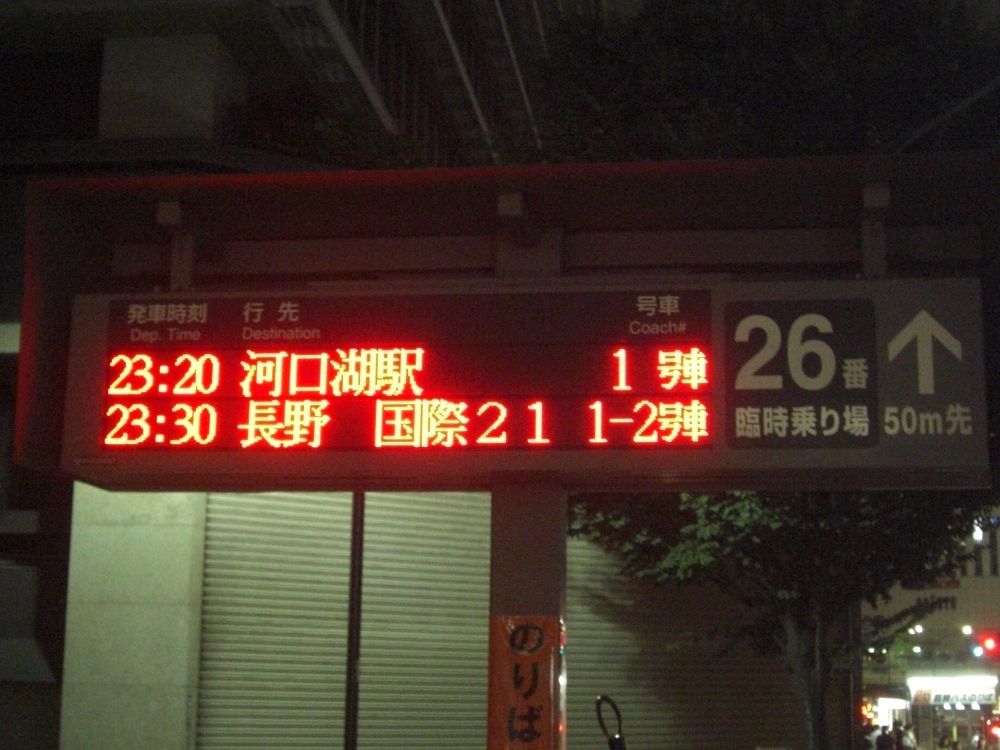 発車時刻 行先 号車
Dep. Time Destination Coach#
23:20 河口湖駅 1 号車
23:30 長野 国際21 1-2号車
26番
臨時乗り場
50m先
のりば